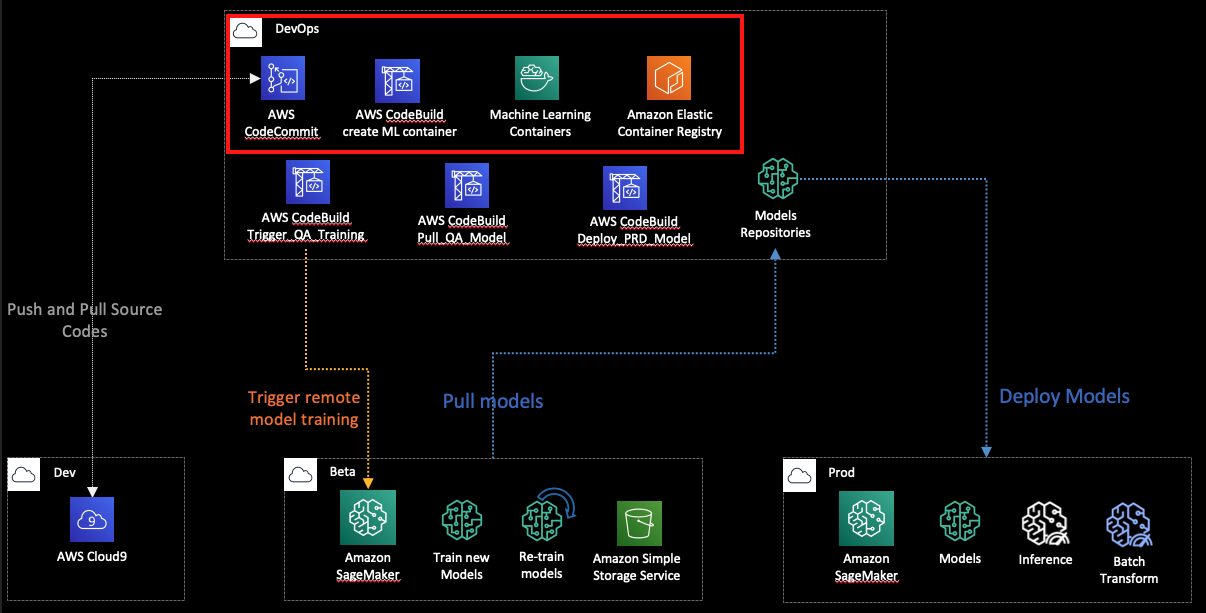 DevOps
AWS
CodeCommit
AWS CodeBuild
create ML container
Machine Learning
Containers
Amazon Elastic
Container Registry
AWS CodeBuild
Trigger_QA_Training
AWS CodeBuild
Pull_QA_Model
AWS CodeBuild
Deploy_PRD_Model
Models
Repositories
Push and Pull Source
Codes
Trigger remote
model training
Pull models
Deploy Models
Dev
9
AWS Cloud9
Beta
Amazon
SageMaker
Train new
Models
Re-train
models
Amazon Simple
Storage Service
Prod
Amazon
SageMaker
Models
Inference
Batch
Transform